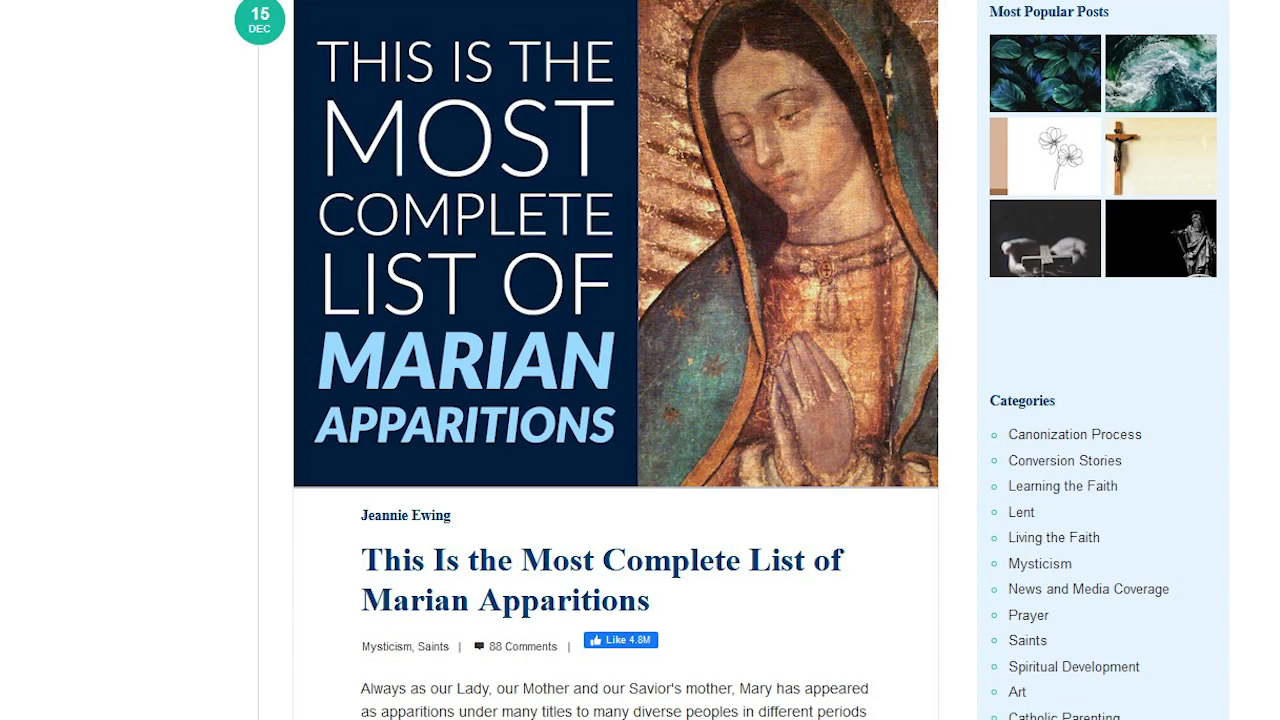 15
DEC
THIS IS THE
MOST
COMPLETE
LIST OF
MARIAN
APPARITIONS
Jeannie Ewing
This Is the Most Complete List of
Marian Apparitions
Mysticism, Saints | 88 Comments | Like 4.8M
Always as our Lady, our Mother and our Savior's mother, Mary has appeared
as apparitions under many titles to many diverse peoples in different periods
Most Popular Posts
Categories
Canonization Process
Conversion Stories
Learning the Faith
Lent
Living the Faith
Mysticism
News and Media Coverage
Prayer
Saints
Spiritual Development
Art
Catholic Parenting